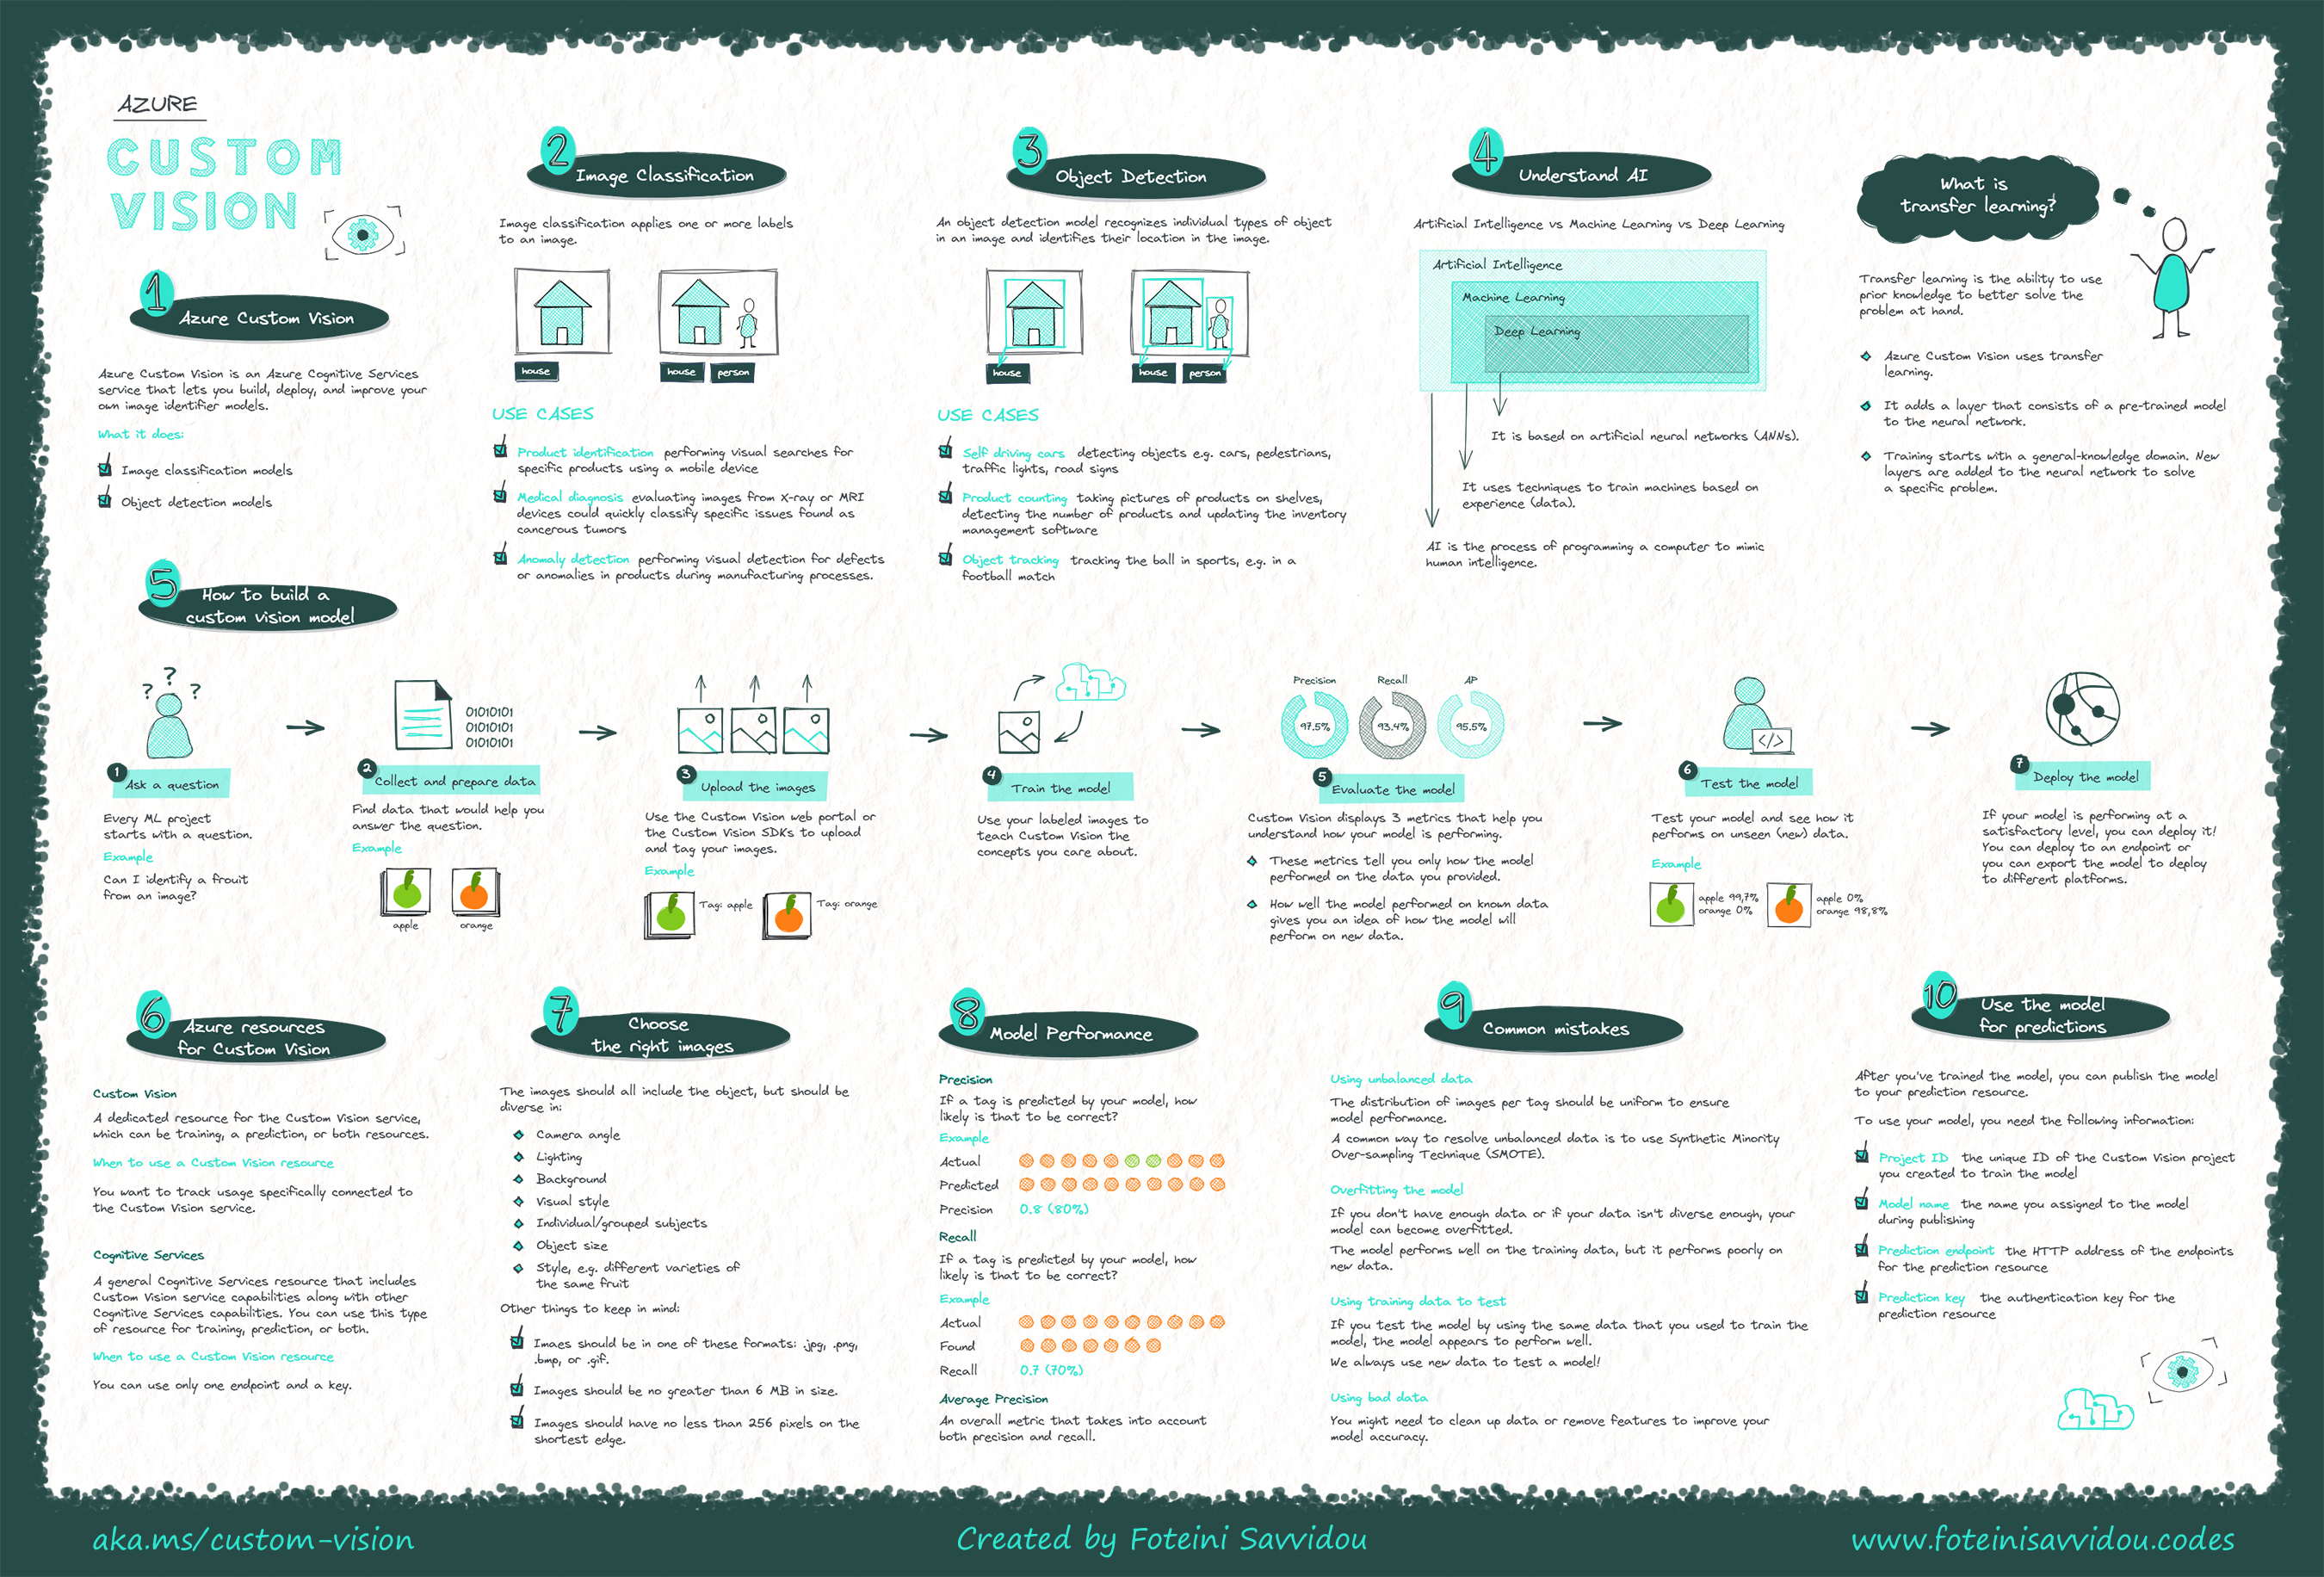 AZURE
CUSTOM
VISION
1
Azure Custom Vision
Azure Custom Vision is an Azure Cognitive Services
service that lets you build, deploy, and improve your
own image identifier models.
What it does:
Image classification models
Object detection models
2
Image Classification
Image classification applies one or more labels
to an image.
house
house person
USE CASES
Product identification performing visual searches for
specific products using a mobile device
Medical diagnosis evaluating images from X-ray or MRI
devices could quickly classify specific issues found as
cancerous tumors
Anomaly detection performing visual detection for defects
or anomalies in products during manufacturing processes.
3
Object Detection
An object detection model recognizes individual types of object
in an image and identifies their location in the image.
house
house person
USE CASES
Self driving cars detecting objects e.g. cars, pedestrians,
traffic lights, road signs
Product counting taking pictures of products on shelves,
detecting the number of products and updating the inventory
management software
Object tracking tracking the ball in sports, e.g. in a
football match
4
Understand AI
Artificial Intelligence vs Machine Learning vs Deep Learning
Artificial Intelligence
Machine Learning
Deep Learning
It is based on artificial neural networks (ANNs).
It uses techniques to train machines based on
experience (data).
AI is the process of programming a computer to mimic
human intelligence.
What is
transfer learning?
Transfer learning is the ability to use
prior knowledge to better solve the
problem at hand.
Azure Custom Vision uses transfer
learning.
It adds a layer that consists of a pre-trained model
to the neural network.
Training starts with a general-knowledge domain. New
layers are added to the neural network to solve
a specific problem.
5
How to build a
custom vision model
? ? ?
1
Ask a question
Every ML project
starts with a question.
Example
Can I identify a fruuit
from an image?
01010101
01010101
01010101
2
Collect and prepare data
Find data that would help you
answer the question.
Example
apple
orange
3
Upload the images
Use the Custom Vision web portal or
the Custom Vision SDKs to upload
and tag your images.
Example
Tag: apple
Tag: orange
4
Train the model
Use your labeled images to
teach Custom Vision the
concepts you care about.
Precision Recall AP
97.5% 93.4% 95.5%
5
Evaluate the model
Custom Vision displays 3 metrics that help you
understand how your model is performing.
These metrics tell you only how the model
performed on the data you provided.
How well the model performed on known data
gives you an idea of how the model will
perform on new data.
</>
6
Test the model
Test your model and see how it
performs on unseen (new) data.
Example
apple 99,7%
orange 0%
apple 0%
orange 98,8%
7
Deploy the model
If your model is performing at a
satisfactory level, you can deploy it!
You can deploy to an endpoint or
you can export the model to deploy
to different platforms.
6
Azure resources
for Custom Vision
Custom Vision
A dedicated resource for the Custom Vision service,
which can be training, a prediction, or both resources.
When to use a Custom Vision resource
You want to track usage specifically connected to
the Custom Vision service.
Cognitive Services
A general Cognitive Services resource that includes
Custom Vision service capabilities along with other
Cognitive Services capabilities. You can use this type
of resource for training, prediction, or both.
When to use a Custom Vision resource
You can use only one endpoint and a key.
7
Choose
the right images
The images should all include the object, but should be
diverse in:
Camera angle
Lighting
Background
Visual style
Individual/grouped subjects
Object size
Style, e.g. different varieties of
the same fruit
Other things to keep in mind:
Imaes should be in one of these formats: .jpg, .png,
.bmp, or .gif.
Images should be no greater than 6 MB in size.
Images should have no less than 256 pixels on the
shortest edge.
8
Model Performance
Precision
If a tag is predicted by your model, how
likely is that to be correct?
Example
Actual
Predicted
Precision 0.8 (80%)
Recall
If a tag is predicted by your model, how
likely is that to be correct?
Example
Actual
Found
Recall 0.7 (70%)
Average Precision
An overall metric that takes into account
both precision and recall.
9
Common mistakes
Using unbalanced data
The distribution of images per tag should be uniform to ensure
model performance.
A common way to resolve unbalanced data is to use Synthetic Minority
Over-sampling Technique (SMOTE).
Overfitting the model
If you don't have enough data or if your data isn't diverse enough, your
model can become overfitted.
The model performs well on the training data, but it performs poorly on
new data.
Using training data to test
If you test the model by using the same data that you used to train the
model, the model appears to perform well.
We always use new data to test a model!
Using bad data
You might need to clean up data or remove features to improve your
model accuracy.
10
Use the model
for predictions
After you've trained the model, you can publish the model
to your prediction resource.
To use your model, you need the following information:
Project ID the unique ID of the Custom Vision project
you created to train the model
Model name the name you assigned to the model
during publishing
Prediction endpoint the HTTP address of the endpoints
for the prediction resource
Prediction key the authentication key for the
prediction resource
aka.ms/custom-vision
Created by Foteini Savvidou
www.foteinisavvidou.codes